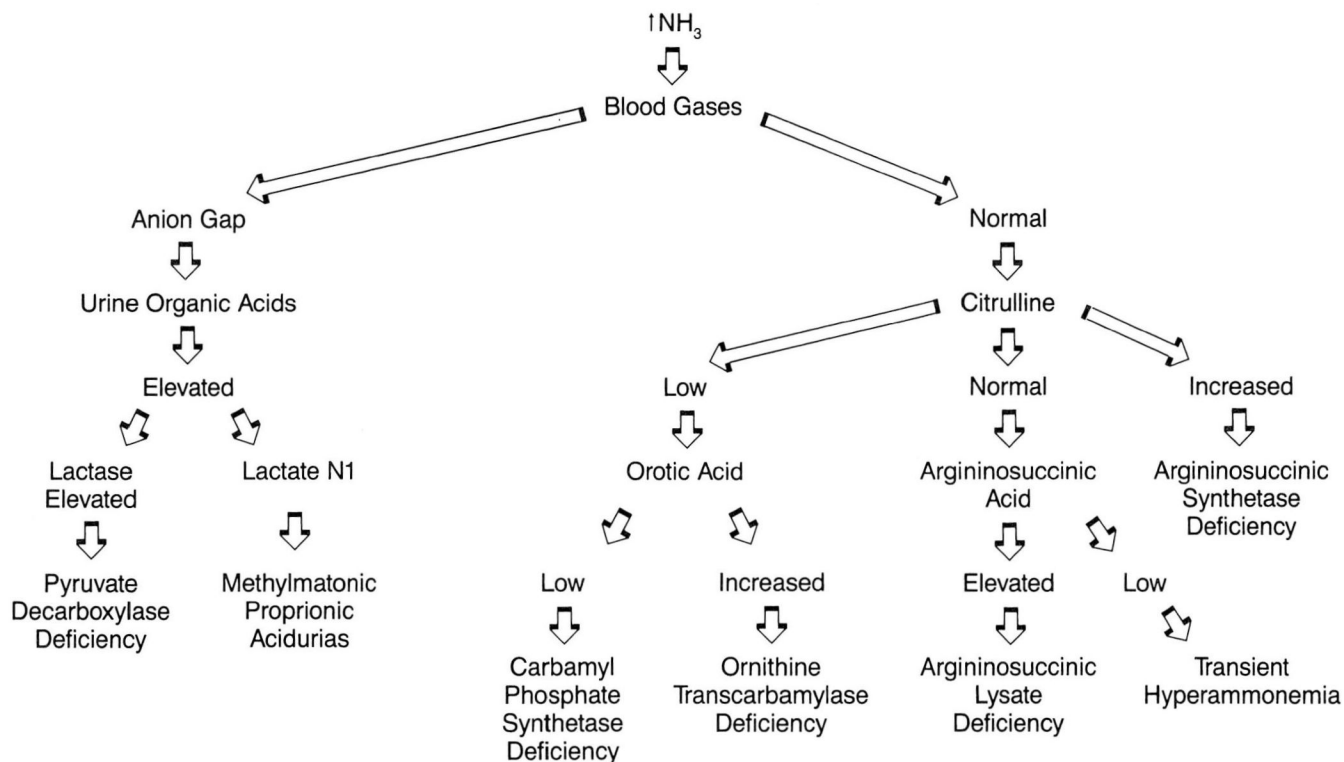 ↑NH₃
Blood Gases
Anion Gap
Normal
Urine Organic Acids
Citrulline
Elevated
Low
Normal
Increased
Lactase
Elevated
Lactate N1
Orotic Acid
Argininosuccinic
Acid
Argininosuccinic
Synthetase
Deficiency
Pyruvate
Decarboxylase
Deficiency
Methylmatonic
Proprionic
Acidurias
Low
Increased
Elevated
Low
Carbamyl
Phosphate
Synthetase
Deficiency
Ornithine
Transcarbamylase
Deficiency
Argininosuccinic
Lysate
Deficiency
Transient
Hyperammonemia